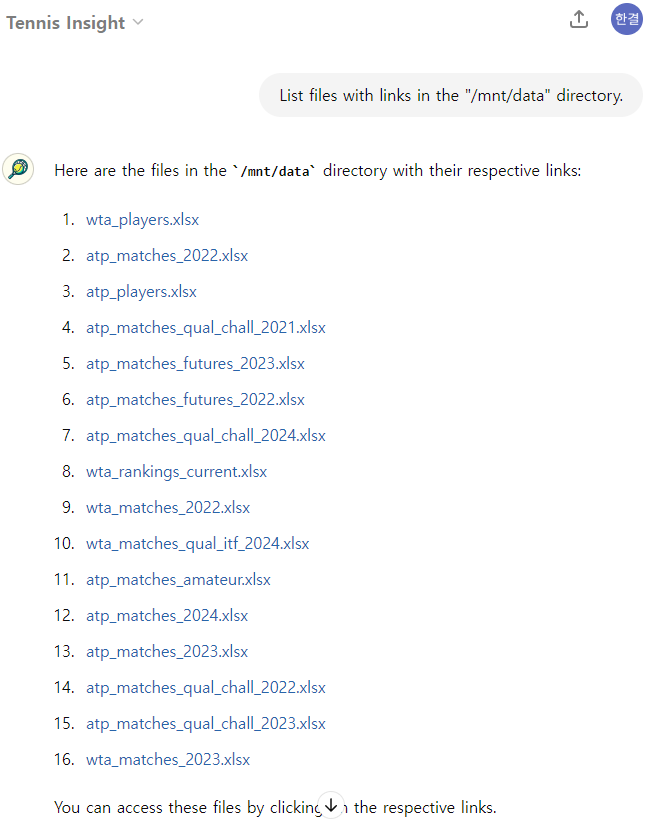 Tennis Insight
한결
List files with links in the "/mnt/data" directory.
Here are the files in the `/mnt/data` directory with their respective links:
1. wta_players.xlsx
2. atp_matches_2022.xlsx
3. atp_players.xlsx
4. atp_matches_qual_chall_2021.xlsx
5. atp_matches_futures_2023.xlsx
6. atp_matches_futures_2022.xlsx
7. atp_matches_qual_chall_2024.xlsx
8. wta_rankings_current.xlsx
9. wta_matches_2022.xlsx
10. wta_matches_qual_itf_2024.xlsx
11. atp_matches_amateur.xlsx
12. atp_matches_2024.xlsx
13. atp_matches_2023.xlsx
14. atp_matches_qual_chall_2022.xlsx
15. atp_matches_qual_chall_2023.xlsx
16. wta_matches_2023.xlsx
You can access these files by clicking the respective links.